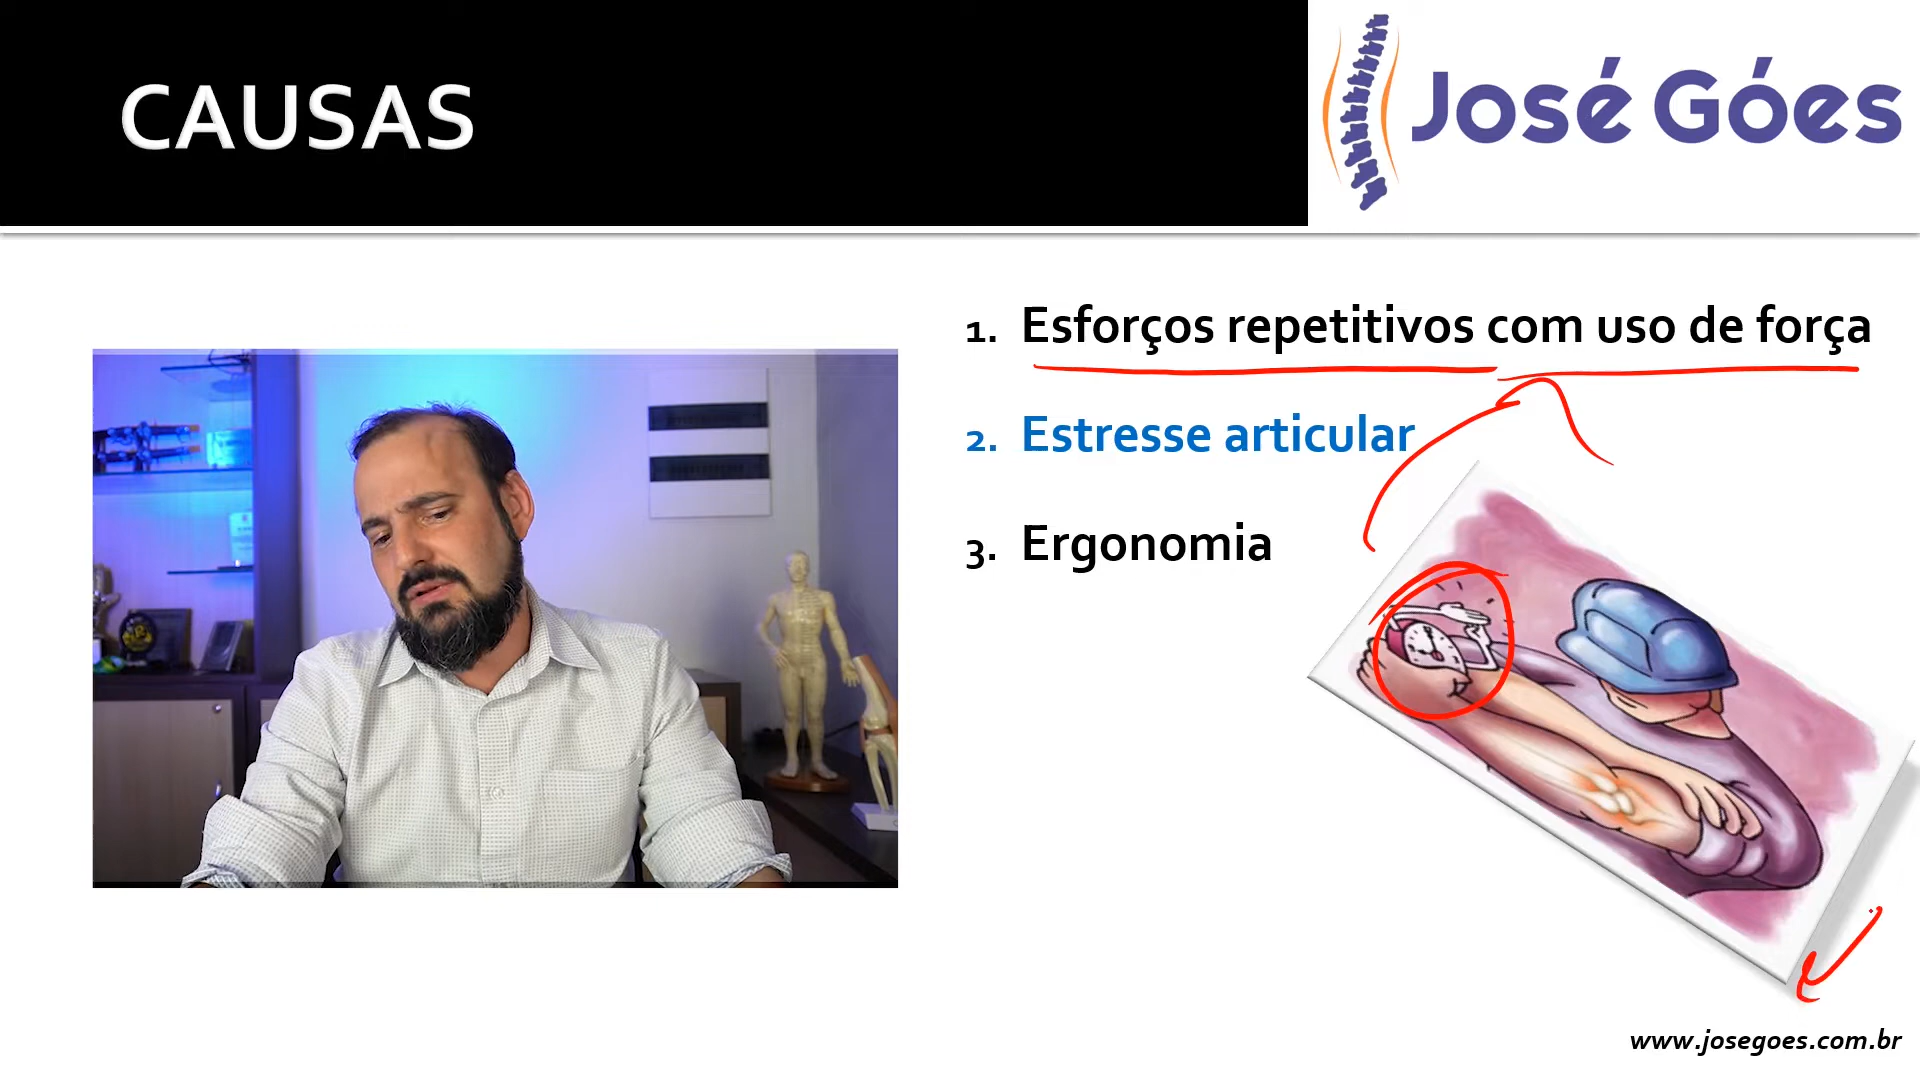 CAUSAS
José Góes
1. Esforços repetitivos com uso de força
2. Estresse articular
3. Ergonomia
www.josegoes.com.br